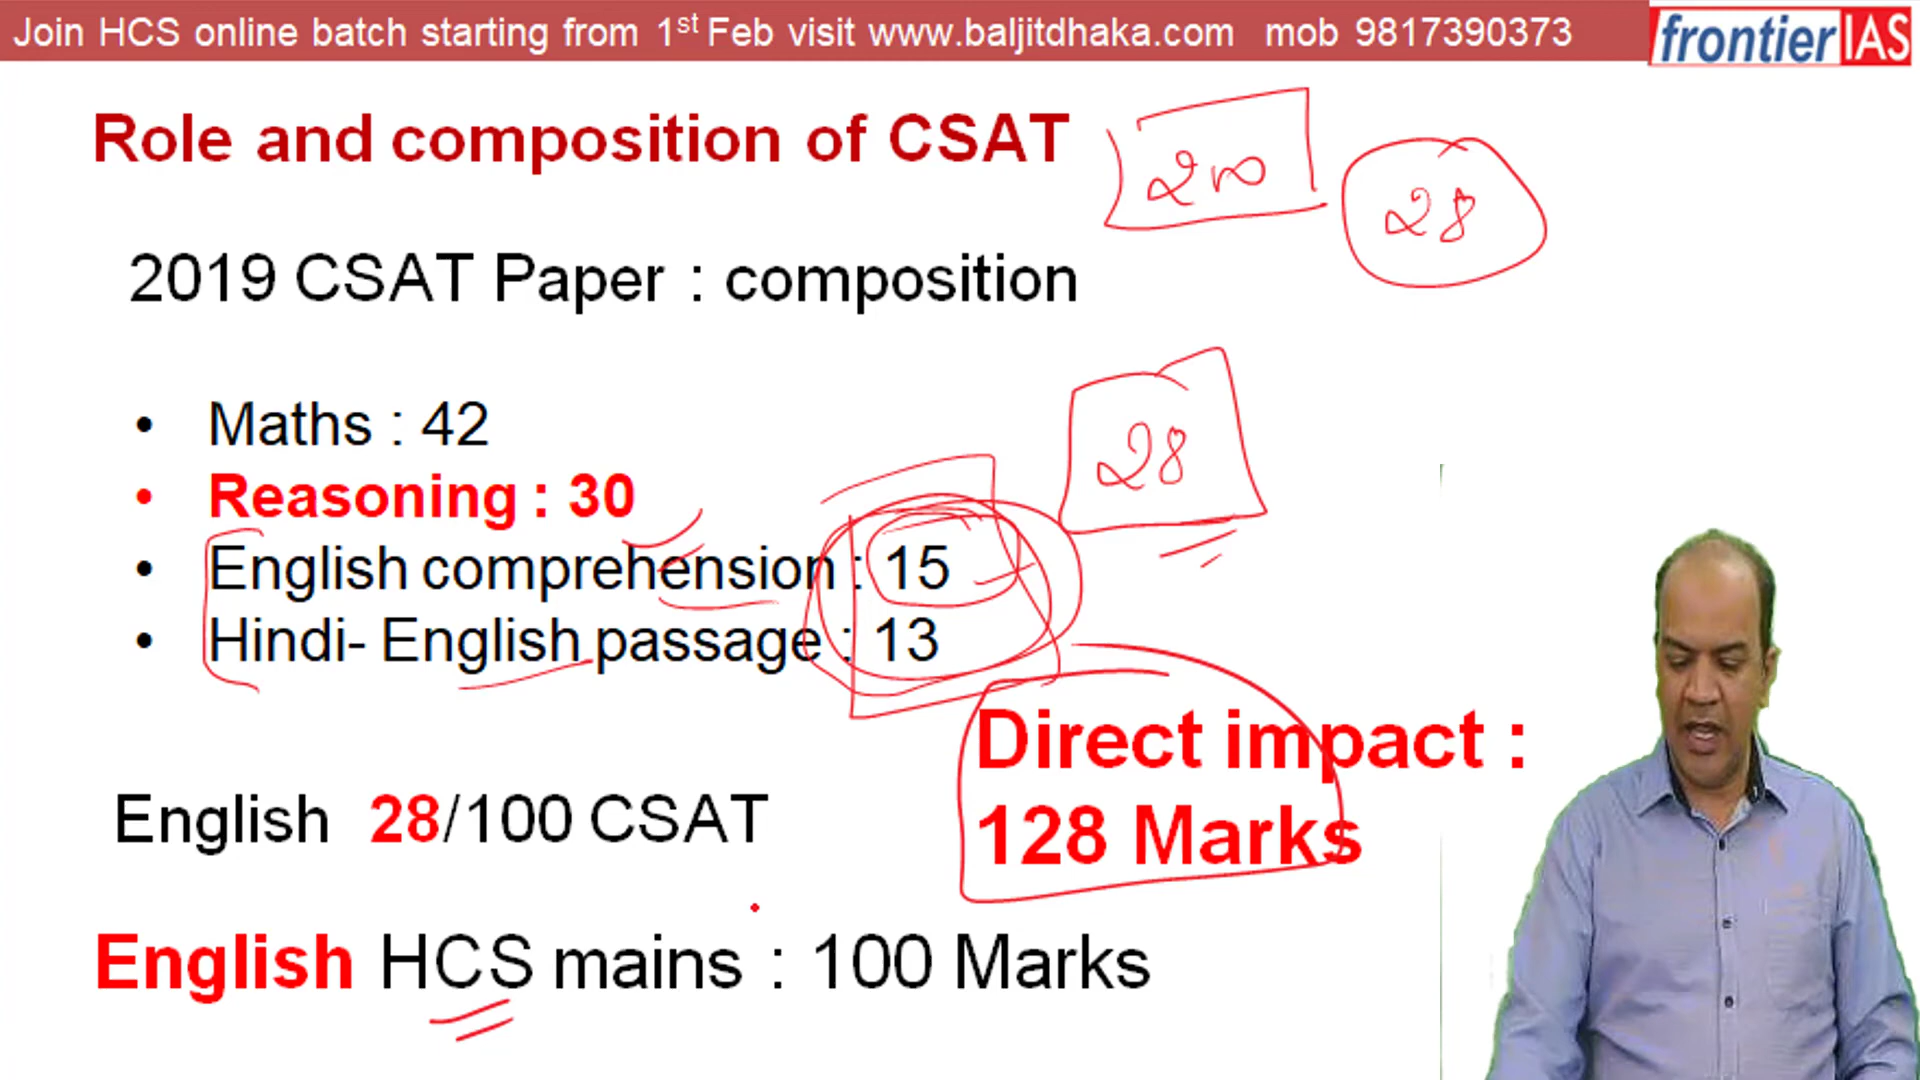 Join HCS online batch starting from 1st Feb visit www.baljitdhaka.com mob 9817390373
frontier IAS
Role and composition of CSAT
200
28
2019 CSAT Paper : composition
• Maths : 42
28
• Reasoning : 30
• English comprehension : 15
• Hindi- English passage : 13
Direct impact :
128 Marks
English 28/100 CSAT
English HCS mains : 100 Marks